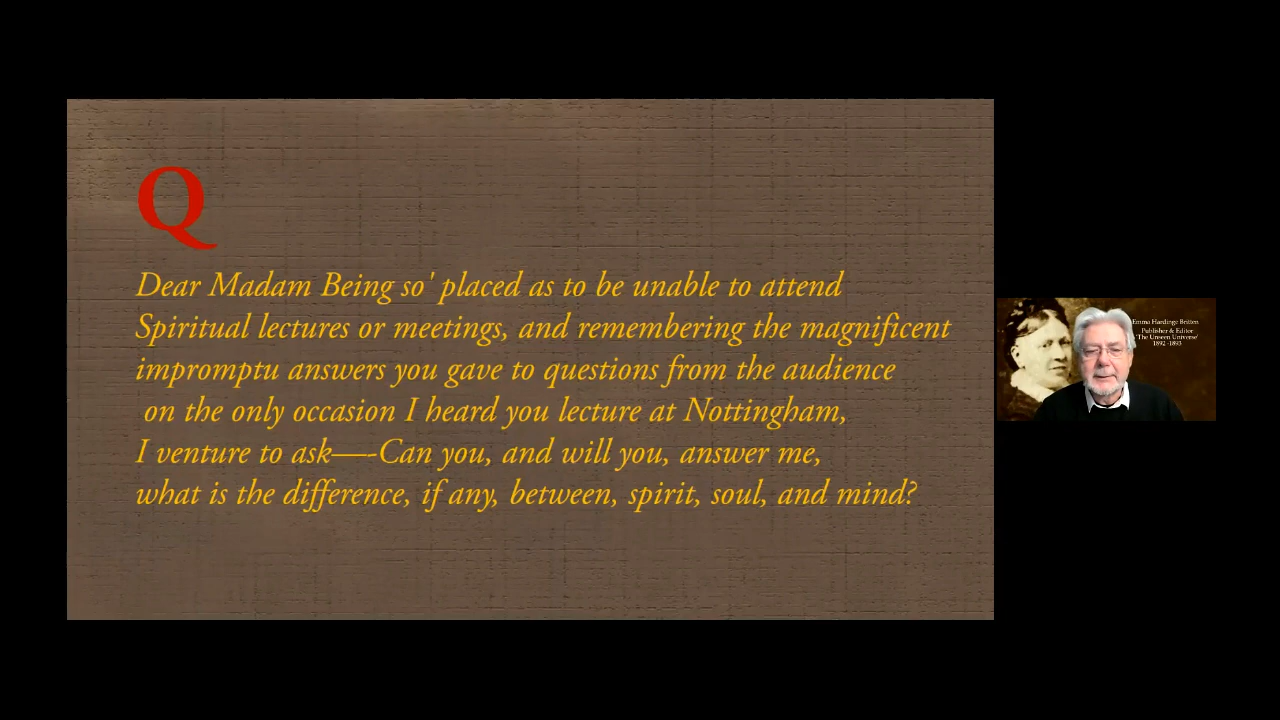 Q
Dear Madam Being so' placed as to be unable to attend
Spiritual lectures or meetings, and remembering the magnificent
impromptu answers you gave to questions from the audience
on the only occasion I heard you lecture at Nottingham,
I venture to ask—-Can you, and will you, answer me,
what is the difference, if any, between, spirit, soul, and mind?
Emma Hardinge Britten
Publisher & Editor
'The Unseen Universe'
1892 -1893